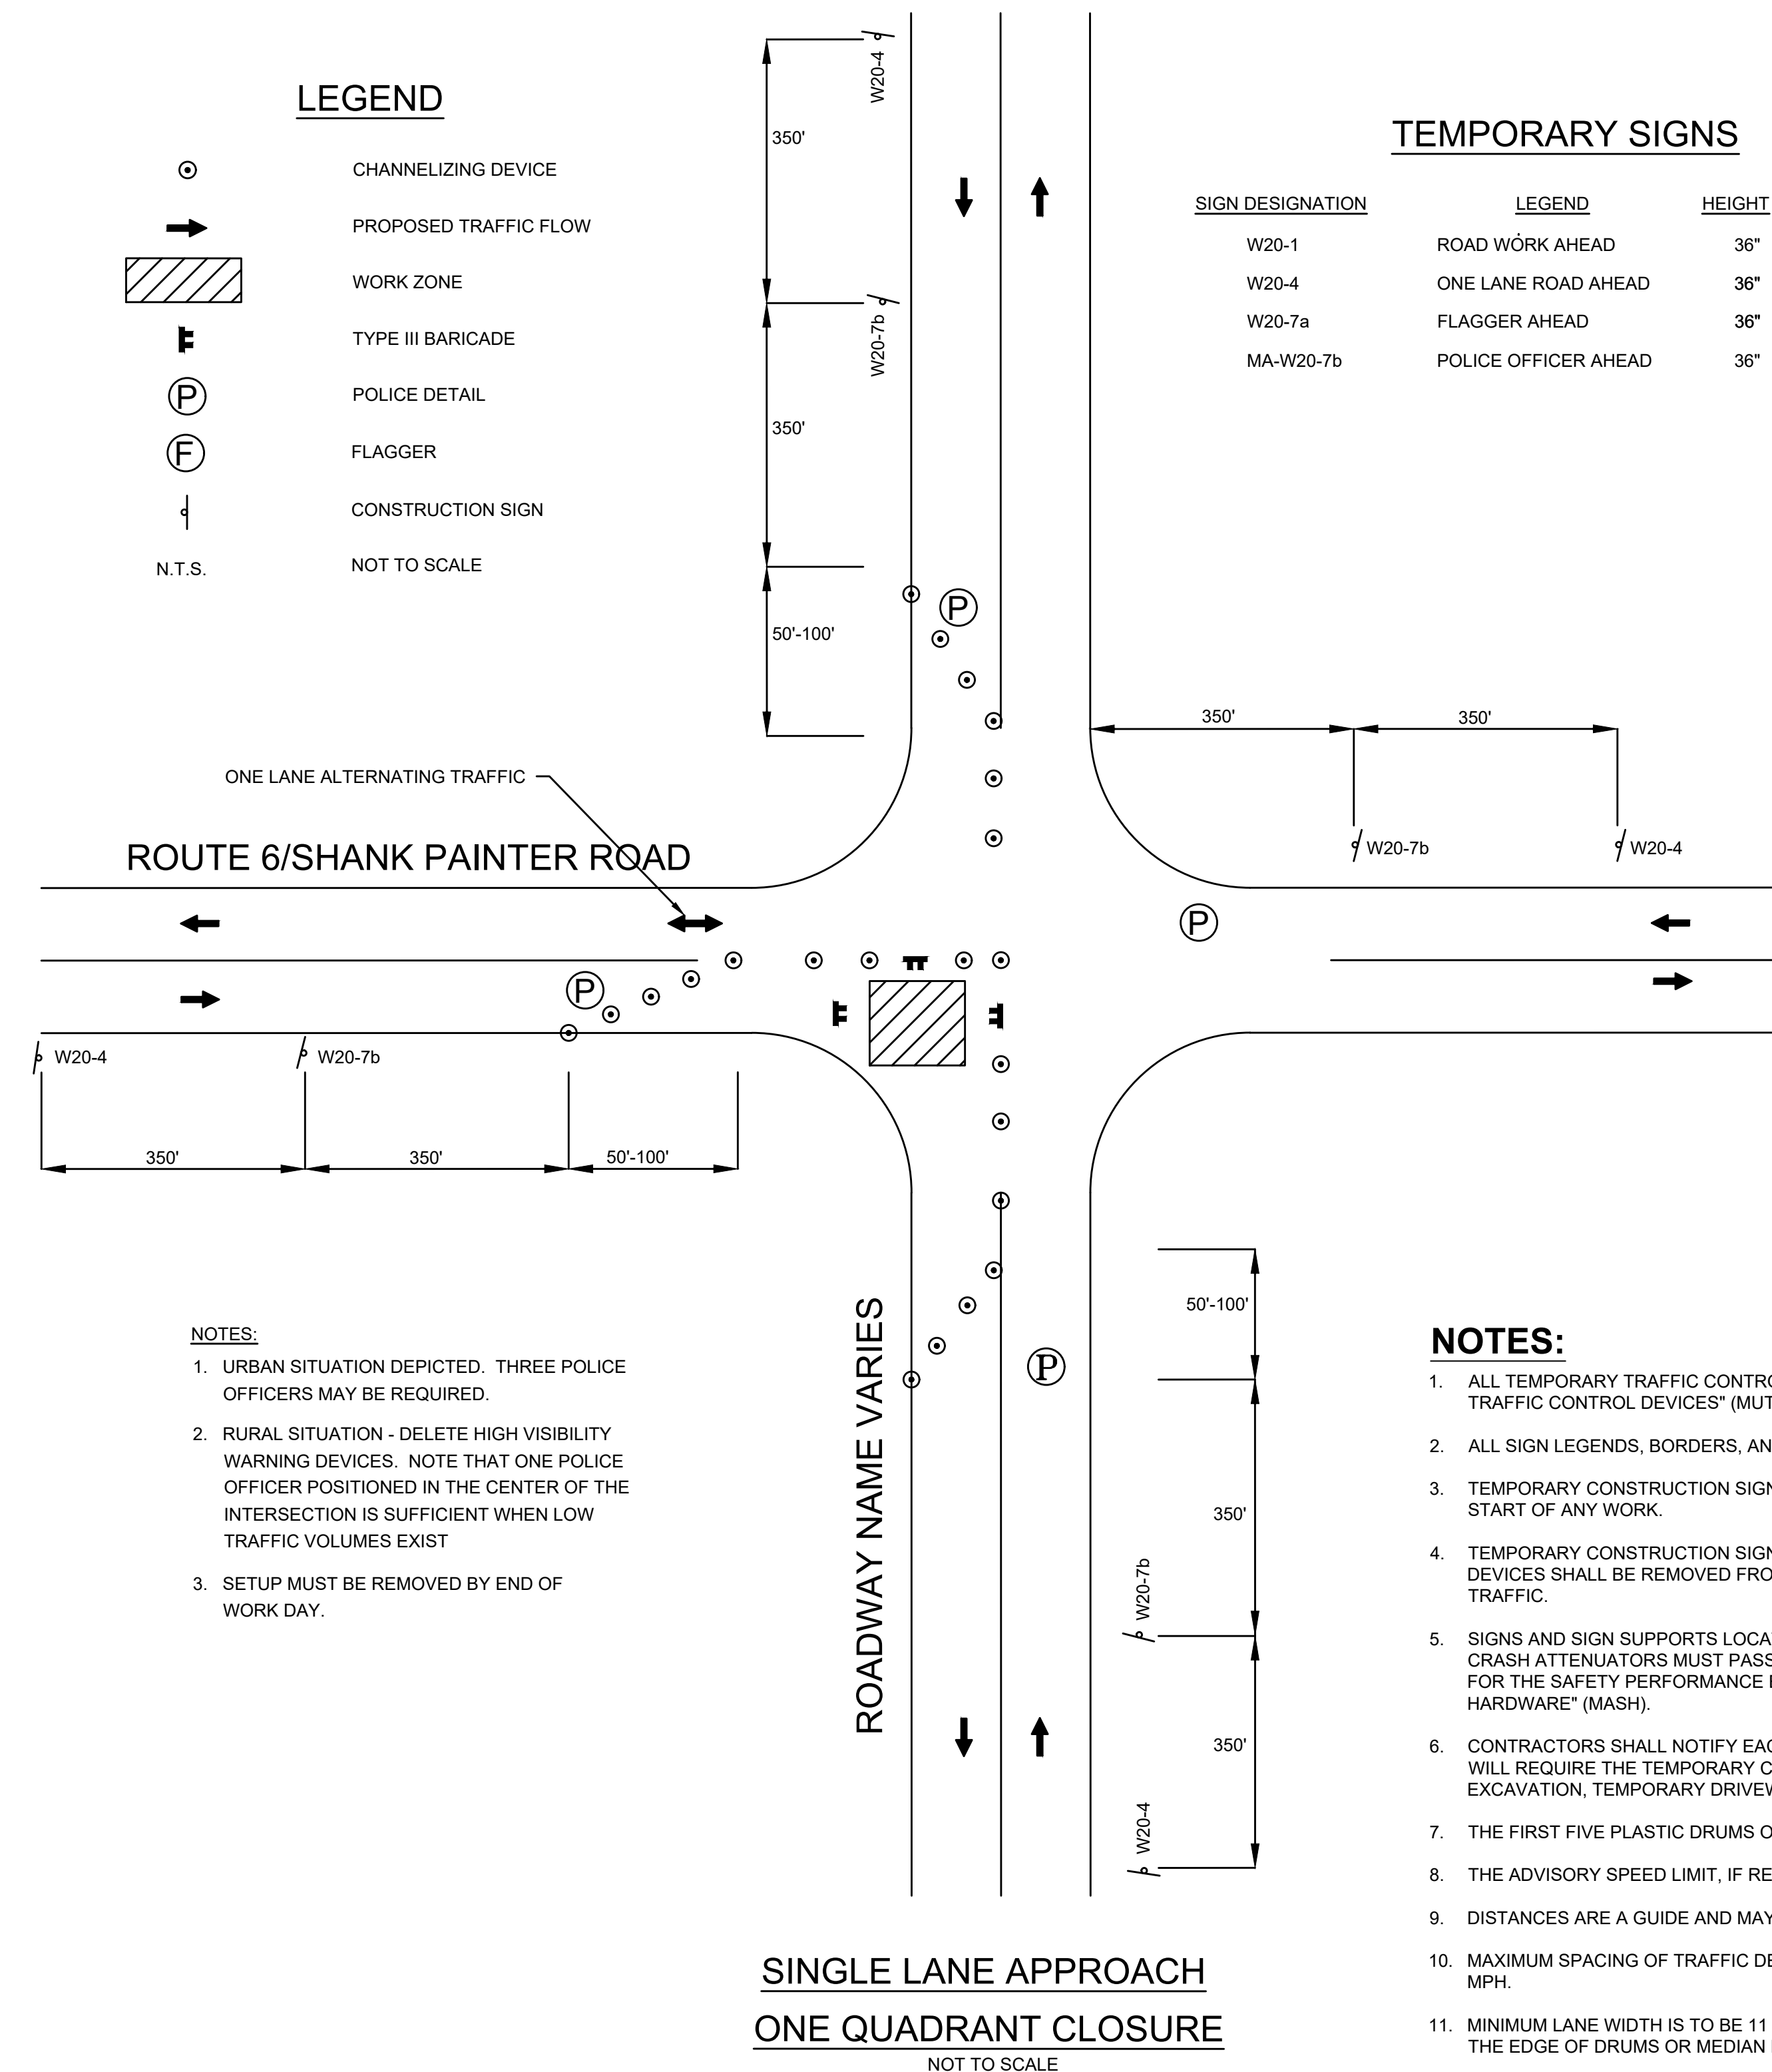 LEGEND
CHANNELIZING DEVICE
PROPOSED TRAFFIC FLOW
WORK ZONE
TYPE III BARICADE
P POLICE DETAIL
F FLAGGER
CONSTRUCTION SIGN
N.T.S. NOT TO SCALE
TEMPORARY SIGNS
SIGN DESIGNATION LEGEND HEIGHT
W20-1 ROAD WORK AHEAD 36"
W20-4 ONE LANE ROAD AHEAD 36"
W20-7a FLAGGER AHEAD 36"
MA-W20-7b POLICE OFFICER AHEAD 36"
W20-4
350'
W20-7b
350'
P
50'-100'
350' 350'
ONE LANE ALTERNATING TRAFFIC
W20-7b W20-4
ROUTE 6/SHANK PAINTER ROAD
P
P
W20-4 W20-7b
350' 350' 50'-100'
50'-100'
P
ROADWAY NAME VARIES
350'
W20-7b
350'
W20-4
NOTES:
1. URBAN SITUATION DEPICTED. THREE POLICE
OFFICERS MAY BE REQUIRED.
2. RURAL SITUATION - DELETE HIGH VISIBILITY
WARNING DEVICES. NOTE THAT ONE POLICE
OFFICER POSITIONED IN THE CENTER OF THE
INTERSECTION IS SUFFICIENT WHEN LOW
TRAFFIC VOLUMES EXIST
3. SETUP MUST BE REMOVED BY END OF
WORK DAY.
NOTES:
1. ALL TEMPORARY TRAFFIC CONTRO
TRAFFIC CONTROL DEVICES" (MUT
2. ALL SIGN LEGENDS, BORDERS, AN
3. TEMPORARY CONSTRUCTION SIGN
START OF ANY WORK.
4. TEMPORARY CONSTRUCTION SIGN
DEVICES SHALL BE REMOVED FRO
TRAFFIC.
5. SIGNS AND SIGN SUPPORTS LOCAT
CRASH ATTENUATORS MUST PASS
FOR THE SAFETY PERFORMANCE E
HARDWARE" (MASH).
6. CONTRACTORS SHALL NOTIFY EAC
WILL REQUIRE THE TEMPORARY C
EXCAVATION, TEMPORARY DRIVEW
7. THE FIRST FIVE PLASTIC DRUMS O
8. THE ADVISORY SPEED LIMIT, IF RE
9. DISTANCES ARE A GUIDE AND MAY
10. MAXIMUM SPACING OF TRAFFIC DE
MPH.
11. MINIMUM LANE WIDTH IS TO BE 11
THE EDGE OF DRUMS OR MEDIAN
SINGLE LANE APPROACH
ONE QUADRANT CLOSURE
NOT TO SCALE